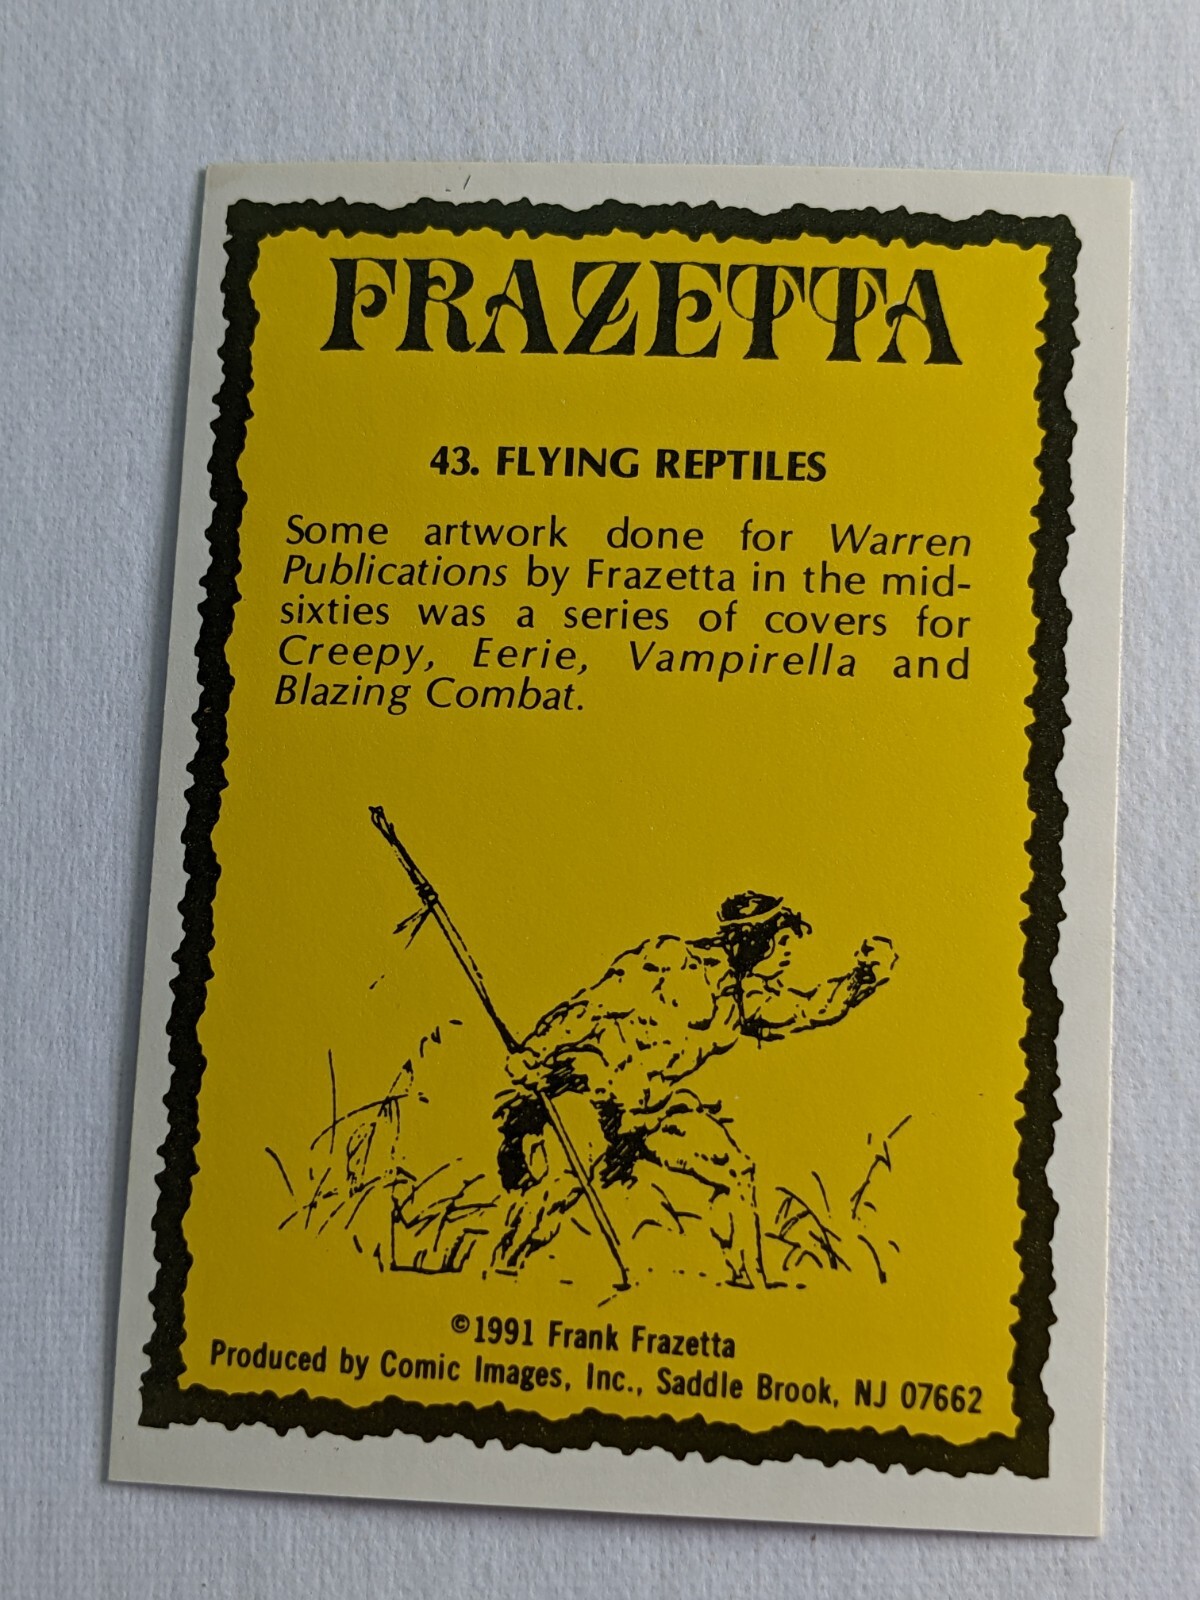 FRAZETTA
43. FLYING REPTILES
Some artwork done for Warren
Publications by Frazetta in the mid-
sixties was a series of covers for
Creepy, Eerie, Vampirella and
Blazing Combat.
©1991 Frank Frazetta
Produced by Comic Images, Inc., Saddle Brook, NJ 07662